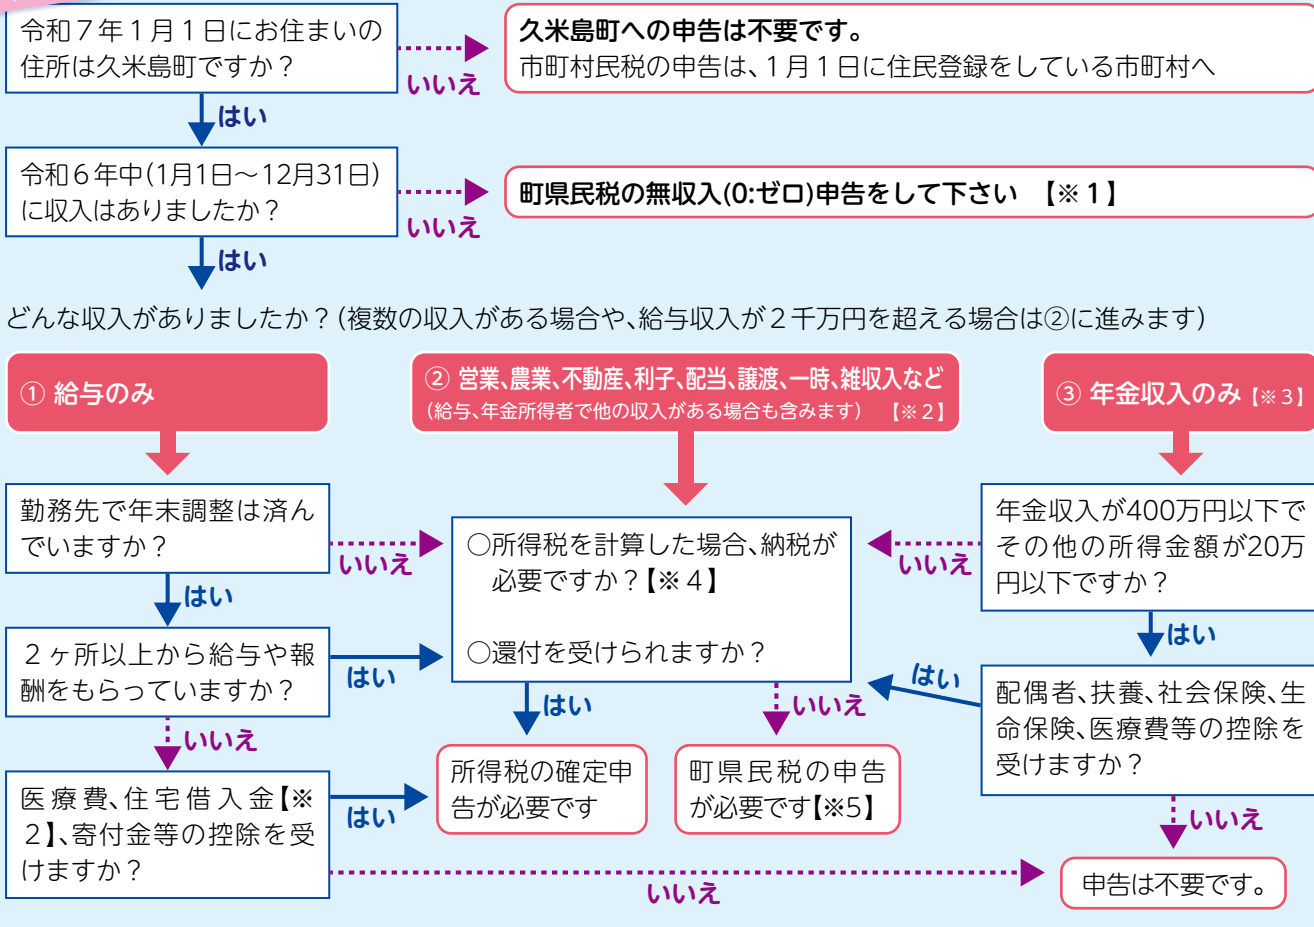 令和7年1月1日にお住まいの
住所は久米島町ですか？
いいえ
久米島町への申告は不要です。
市町村民税の申告は、1月1日に住民登録をしている市町村へ
はい
令和6年中(1月1日～12月31日)
に収入はありましたか？
いいえ
町県民税の無収入(0:ゼロ)申告をして下さい 【※1】
はい
どんな収入がありましたか？(複数の収入がある場合や、給与収入が2千万円を超える場合は②に進みます)
① 給与のみ
② 営業、農業、不動産、利子、配当、譲渡、一時、雑収入など
(給与、年金所得者で他の収入がある場合も含みます) 【※2】
③ 年金収入のみ【※3】
勤務先で年末調整は済ん
でいますか？
いいえ
はい
2ヶ所以上から給与や報
酬をもらっていますか？
はい
いいえ
医療費、住宅借入金【※
2】、寄付金等の控除を受
けますか？
はい
いいえ
○所得税を計算した場合、納税が
必要ですか？【※4】
○還付を受けられますか？
はい
いいえ
所得税の確定申
告が必要です
町県民税の申告
が必要です【※5】
年金収入が400万円以下で
その他の所得金額が20万
円以下ですか？
いいえ
はい
配偶者、扶養、社会保険、生
命保険、医療費等の控除を
受けますか？
はい
いいえ
申告は不要です。